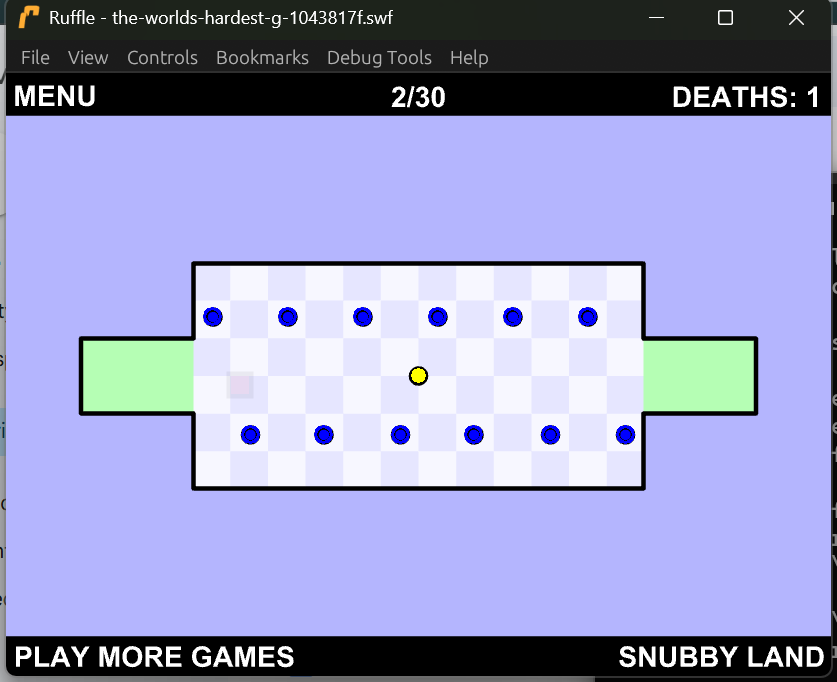 Ruffle - the-worlds-hardest-g-1043817f.swf
File View Controls Bookmarks Debug Tools Help
MENU 2/30 DEATHS: 1
PLAY MORE GAMES SNUBBY LAND